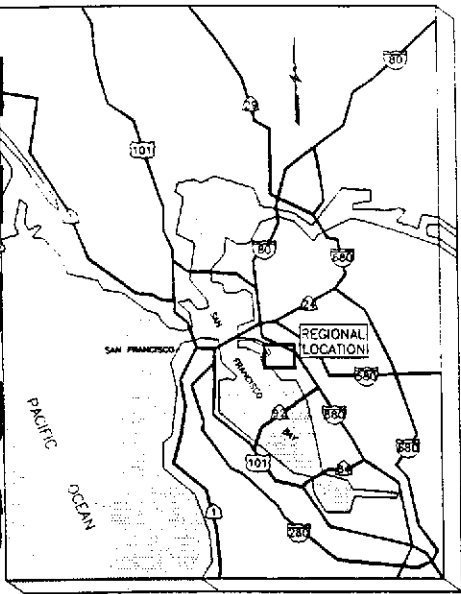 80
29
101
80
680
24
SAN
REGIONAL
LOCATION
SAN FRANCISCO
FRANCISCO
580
PACIFIC
92
880
BAY
680
101
84
OCEAN
1
280